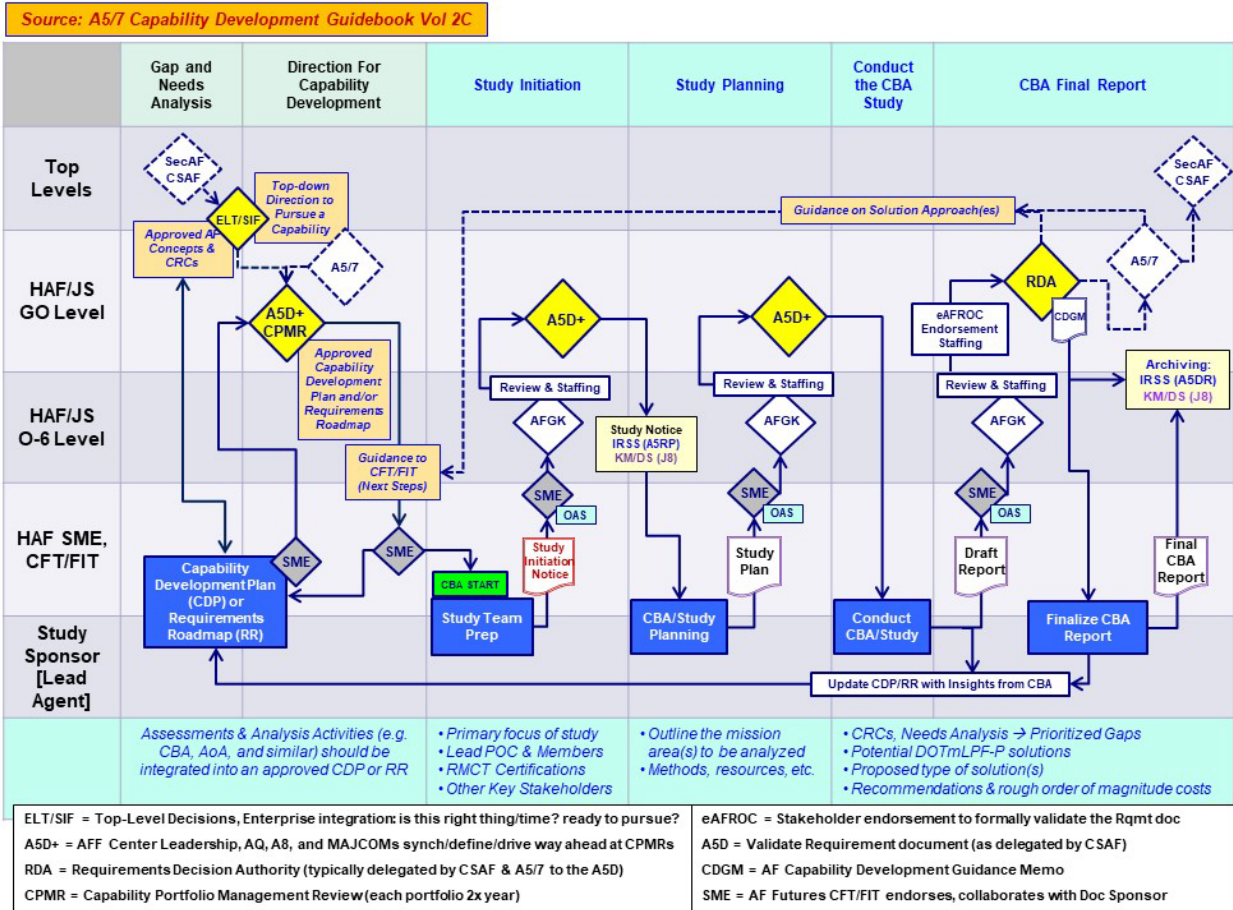 Source: A5/7 Capability Development Guidebook Vol 2C
Gap and
Needs
Analysis
Direction For
Capability
Development
Study Initiation
Study Planning
Conduct
the CBA
Study
CBA Final Report
Top
Levels
SecAF
CSAF
ELT/SIF
Top-down
Direction to
Pursue a
Capability
Guidance on Solution Approach(es)
SecAF
CSAF
HAF/JS
GO Level
Approved AF
Concepts &
CRCs
A5/7
A5D+
CPMR
A5D+
A5D+
eAFROC
Endorsement
Staffing
RDA
CDGM
A5/7
HAF/JS
O-6 Level
Approved
Capability
Development
Plan and/or
Requirements
Roadmap
Guidance to
CFT/FIT
(Next Steps)
Review & Staffing
AFGK
Study Notice
IRSS (A5RP)
KM/DS (J8)
Review & Staffing
AFGK
Review & Staffing
AFGK
Archiving:
IRSS (A5DR)
KM/DS (J8)
HAF SME,
CFT/FIT
SME
SME
SME
OAS
SME
OAS
SME
OAS
CBA START
Study
Initiation
Notice
Study
Plan
Draft
Report
Final
CBA
Report
Study
Sponsor
[Lead
Agent]
Capability
Development Plan
(CDP) or
Requirements
Roadmap (RR)
Study Team
Prep
CBA/Study
Planning
Conduct
CBA/Study
Finalize CBA
Report
Update CDP/RR with Insights from CBA
Assessments & Analysis Activities (e.g.
CBA, AoA, and similar) should be
integrated into an approved CDP or RR
• Primary focus of study
• Lead POC & Members
• RMCT Certifications
• Other Key Stakeholders
• Outline the mission
area(s) to be analyzed
• Methods, resources, etc.
• CRCs, Needs Analysis → Prioritized Gaps
• Potential DOTmLPF-P solutions
• Proposed type of solution(s)
• Recommendations & rough order of magnitude costs
ELT/SIF = Top-Level Decisions, Enterprise integration: is this right thing/time? ready to pursue?
A5D+ = AFF Center Leadership, AQ, A8, and MAJCOMs synch/define/drive way ahead at CPMRs
RDA = Requirements Decision Authority (typically delegated by CSAF & A5/7 to the A5D)
CPMR = Capability Portfolio Management Review (each portfolio 2x year)
eAFROC = Stakeholder endorsement to formally validate the Rqmt doc
A5D = Validate Requirement document (as delegated by CSAF)
CDGM = AF Capability Development Guidance Memo
SME = AF Futures CFT/FIT endorses, collaborates with Doc Sponsor